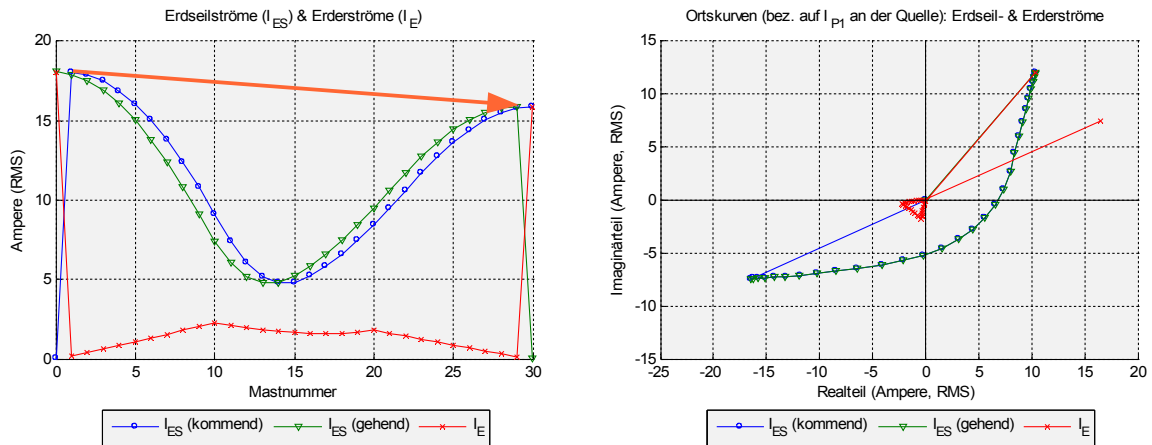 Erdseilströme (I_ES) & Erderströme (I_E)
Ampere (RMS)
20
15
10
5
0
0 5 10 15 20 25 30
Mastnummer
I_ES (kommend) I_ES (gehend) I_E
Ortskurven (bez. auf I_P1 an der Quelle): Erdseil- & Erderströme
Imaginärteil (Ampere, RMS)
15
10
5
0
-5
-10
-15
-25 -20 -15 -10 -5 0 5 10 15 20
Realteil (Ampere, RMS)
I_ES (kommend) I_ES (gehend) I_E